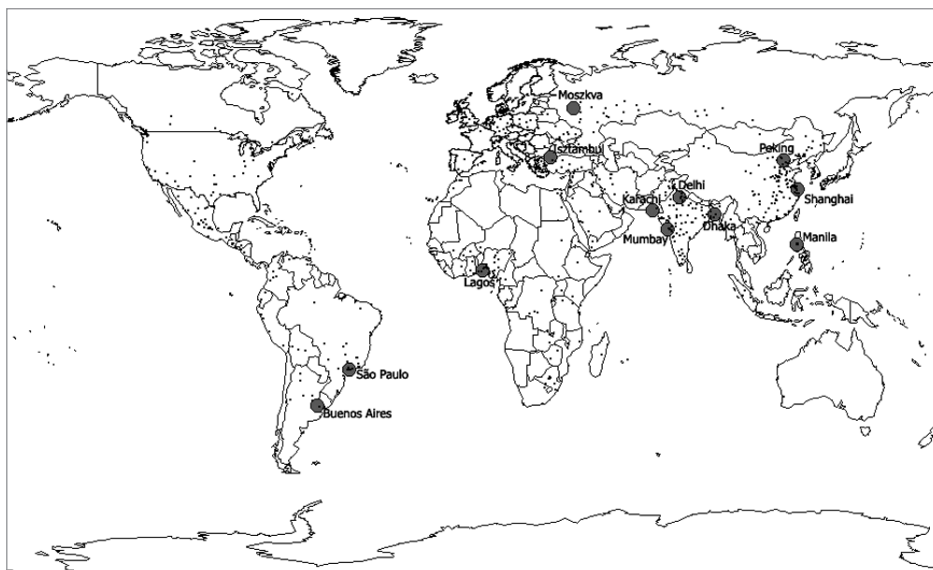 Moszkva
Isztambul
Peking
Delhi
Karachi
Shanghai
Dhaka
Mumbay
Manila
Lagos
São Paulo
Buenos Aires